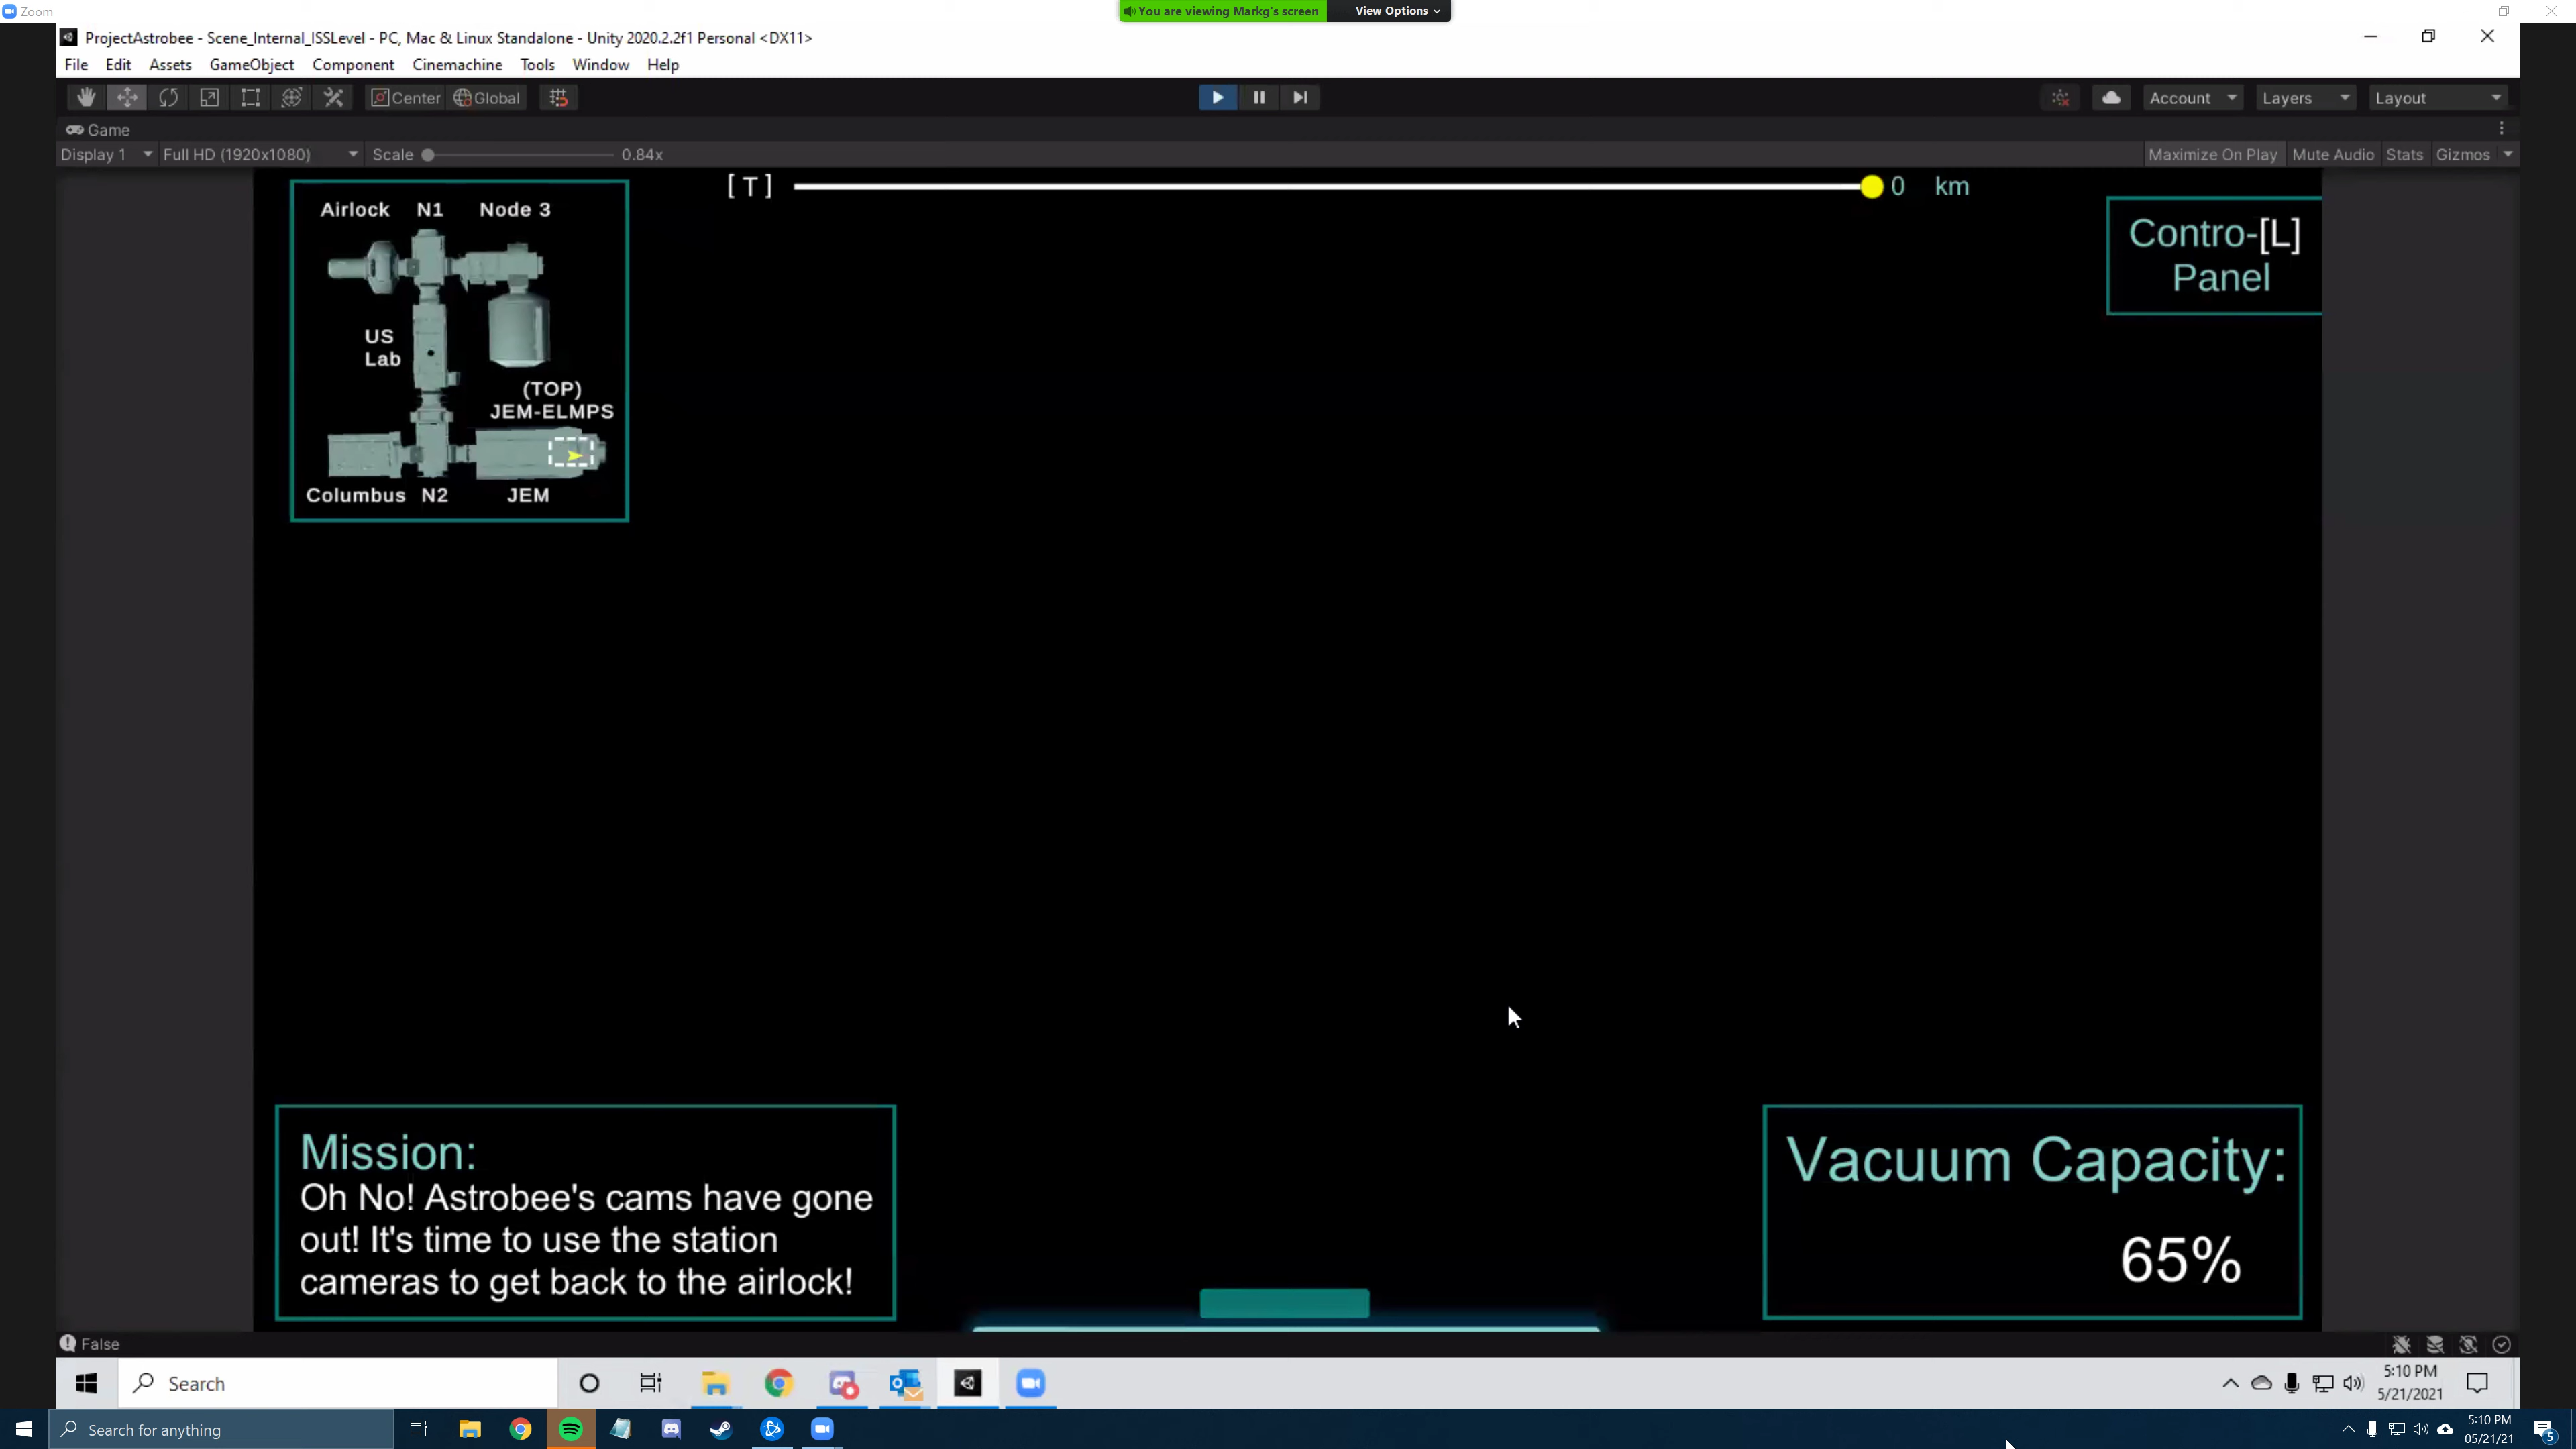 Zoom
You are viewing Markg's screen View Options
ProjectAstrobee - Scene_Internal_ISSLevel - PC, Mac & Linux Standalone - Unity 2020.2.2f1 Personal <DX11>
File Edit Assets GameObject Component Cinemachine Tools Window Help
Center Global Account Layers Layout
Game
Display 1 Full HD (1920x1080) Scale 0.84x Maximize On Play Mute Audio Stats Gizmos
[ T ] 0 km
Airlock N1 Node 3
US
Lab
(TOP)
JEM-ELMPS
Columbus N2 JEM
Contro-[L]
Panel
Mission:
Oh No! Astrobee's cams have gone
out! It's time to use the station
cameras to get back to the airlock!
Vacuum Capacity:
65%
False
Search
5:10 PM
5/21/2021
Search for anything
5:10 PM
05/21/21
5